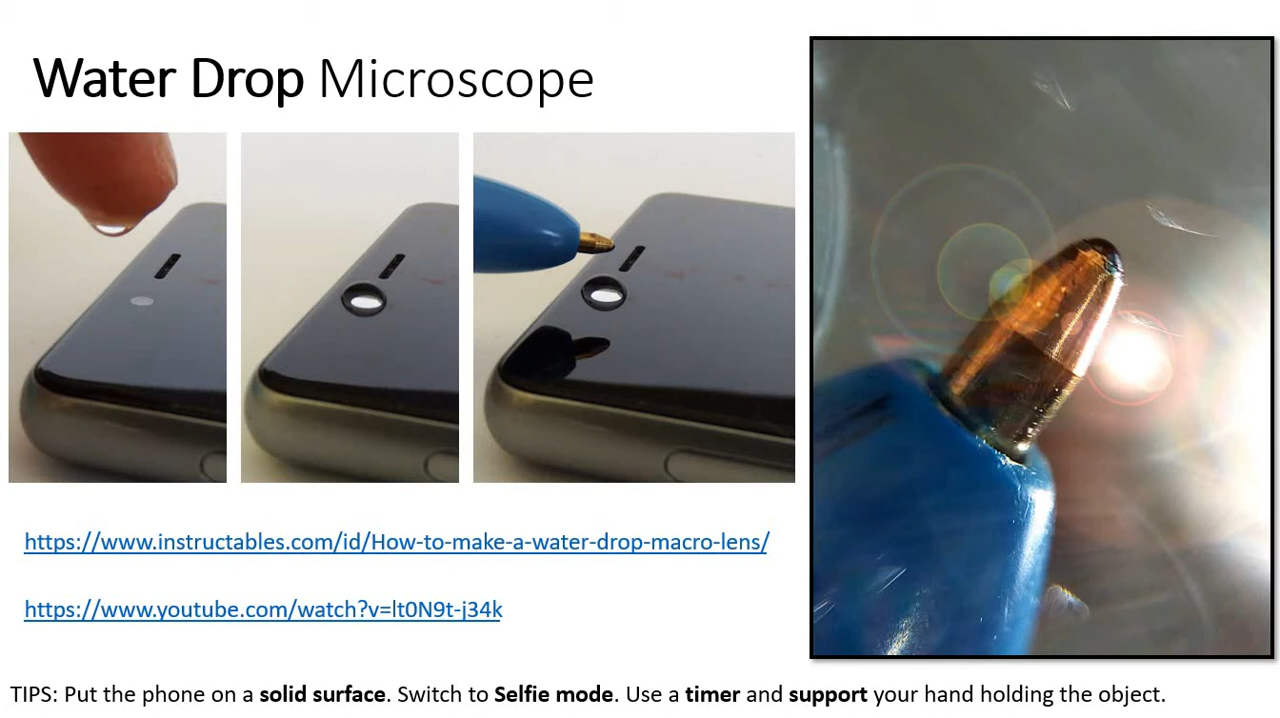 Water Drop Microscope
https://www.instructables.com/id/How-to-make-a-water-drop-macro-lens/
https://www.youtube.com/watch?v=lt0N9t-j34k
TIPS: Put the phone on a solid surface. Switch to Selfie mode. Use a timer and support your hand holding the object.